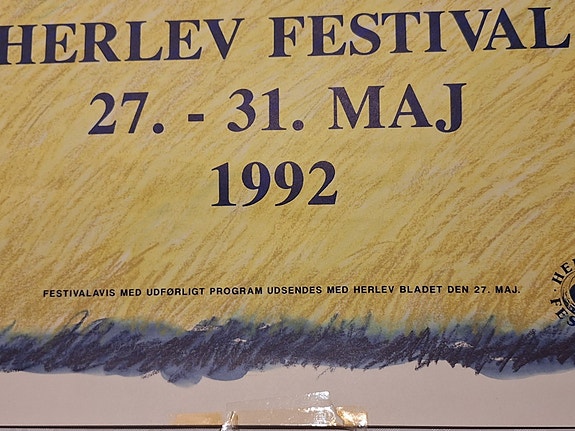 HERLEV FESTIVAL
27. - 31. MAJ
1992
FESTIVALAVIS MED UDFØRLIGT PROGRAM UDSENDES MED HERLEV BLADET DEN 27. MAJ.